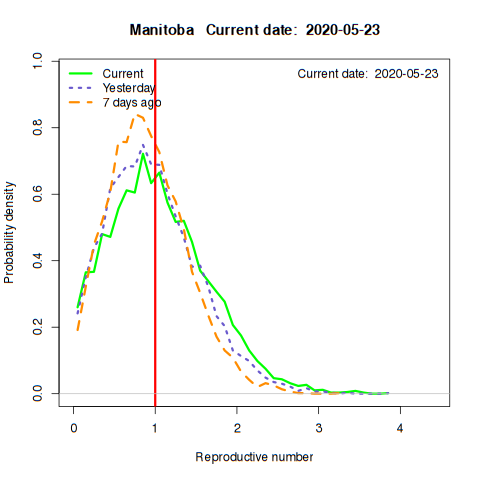 Manitoba Current date: 2020-05-23
Current
Yesterday
7 days ago
Current date: 2020-05-23
Probability density
1.0
0.8
0.6
0.4
0.2
0.0
0 1 2 3 4
Reproductive number